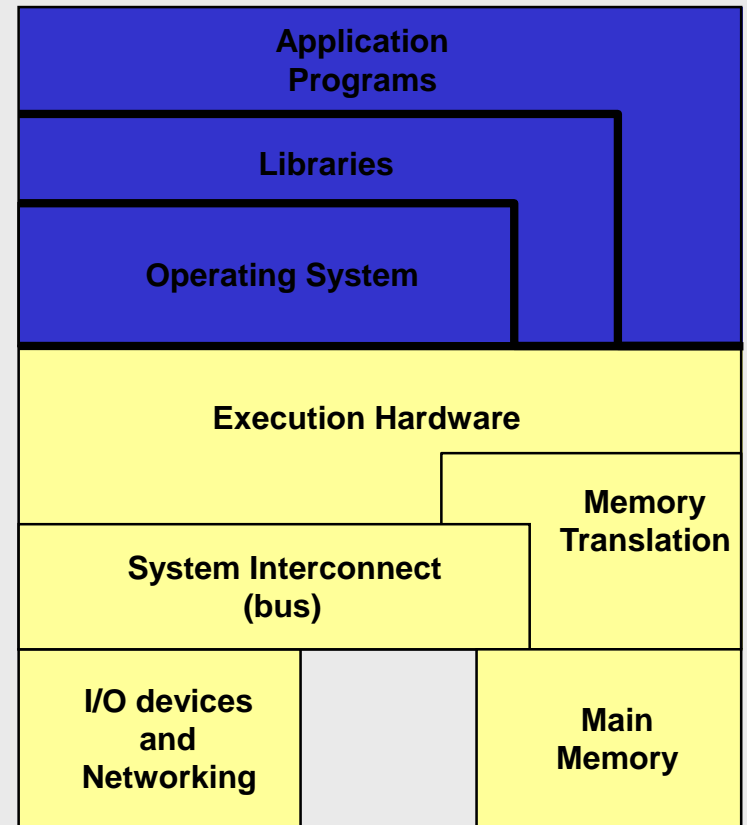 Application
Programs
Libraries
Operating System
Execution Hardware
Memory
Translation
System Interconnect
(bus)
I/O devices
and
Networking
Main
Memory